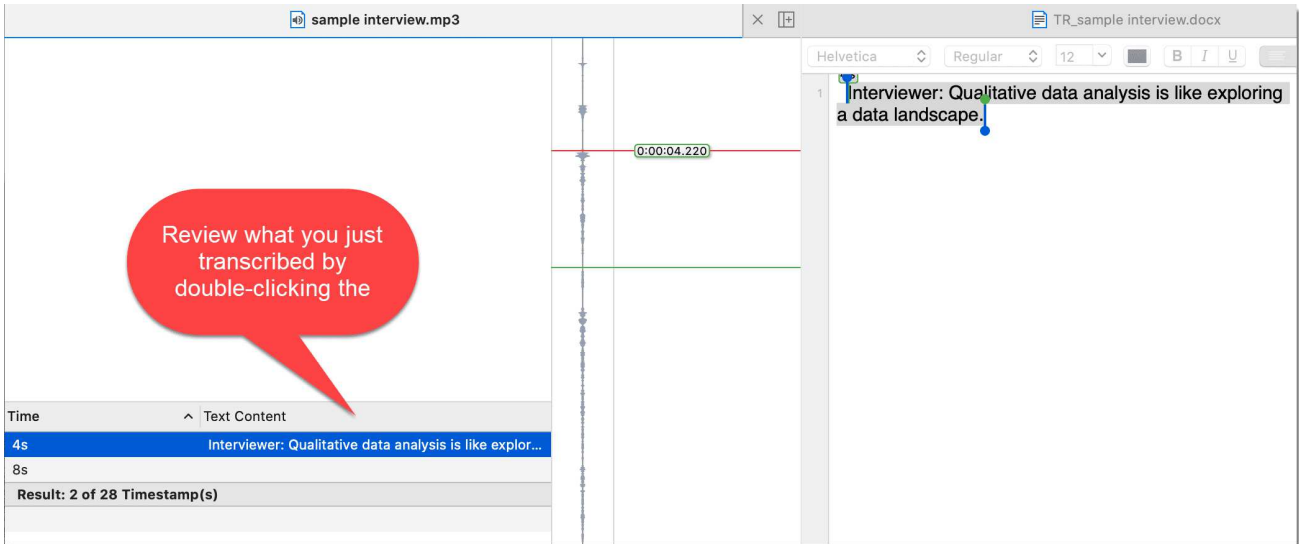 sample interview.mp3
TR_sample interview.docx
Helvetica
Regular
12
B I U
1
Interviewer: Qualitative data analysis is like exploring
a data landscape.
0:00:04.220
Review what you just
transcribed by
double-clicking the
Time Text Content
4s Interviewer: Qualitative data analysis is like explor...
8s
Result: 2 of 28 Timestamp(s)